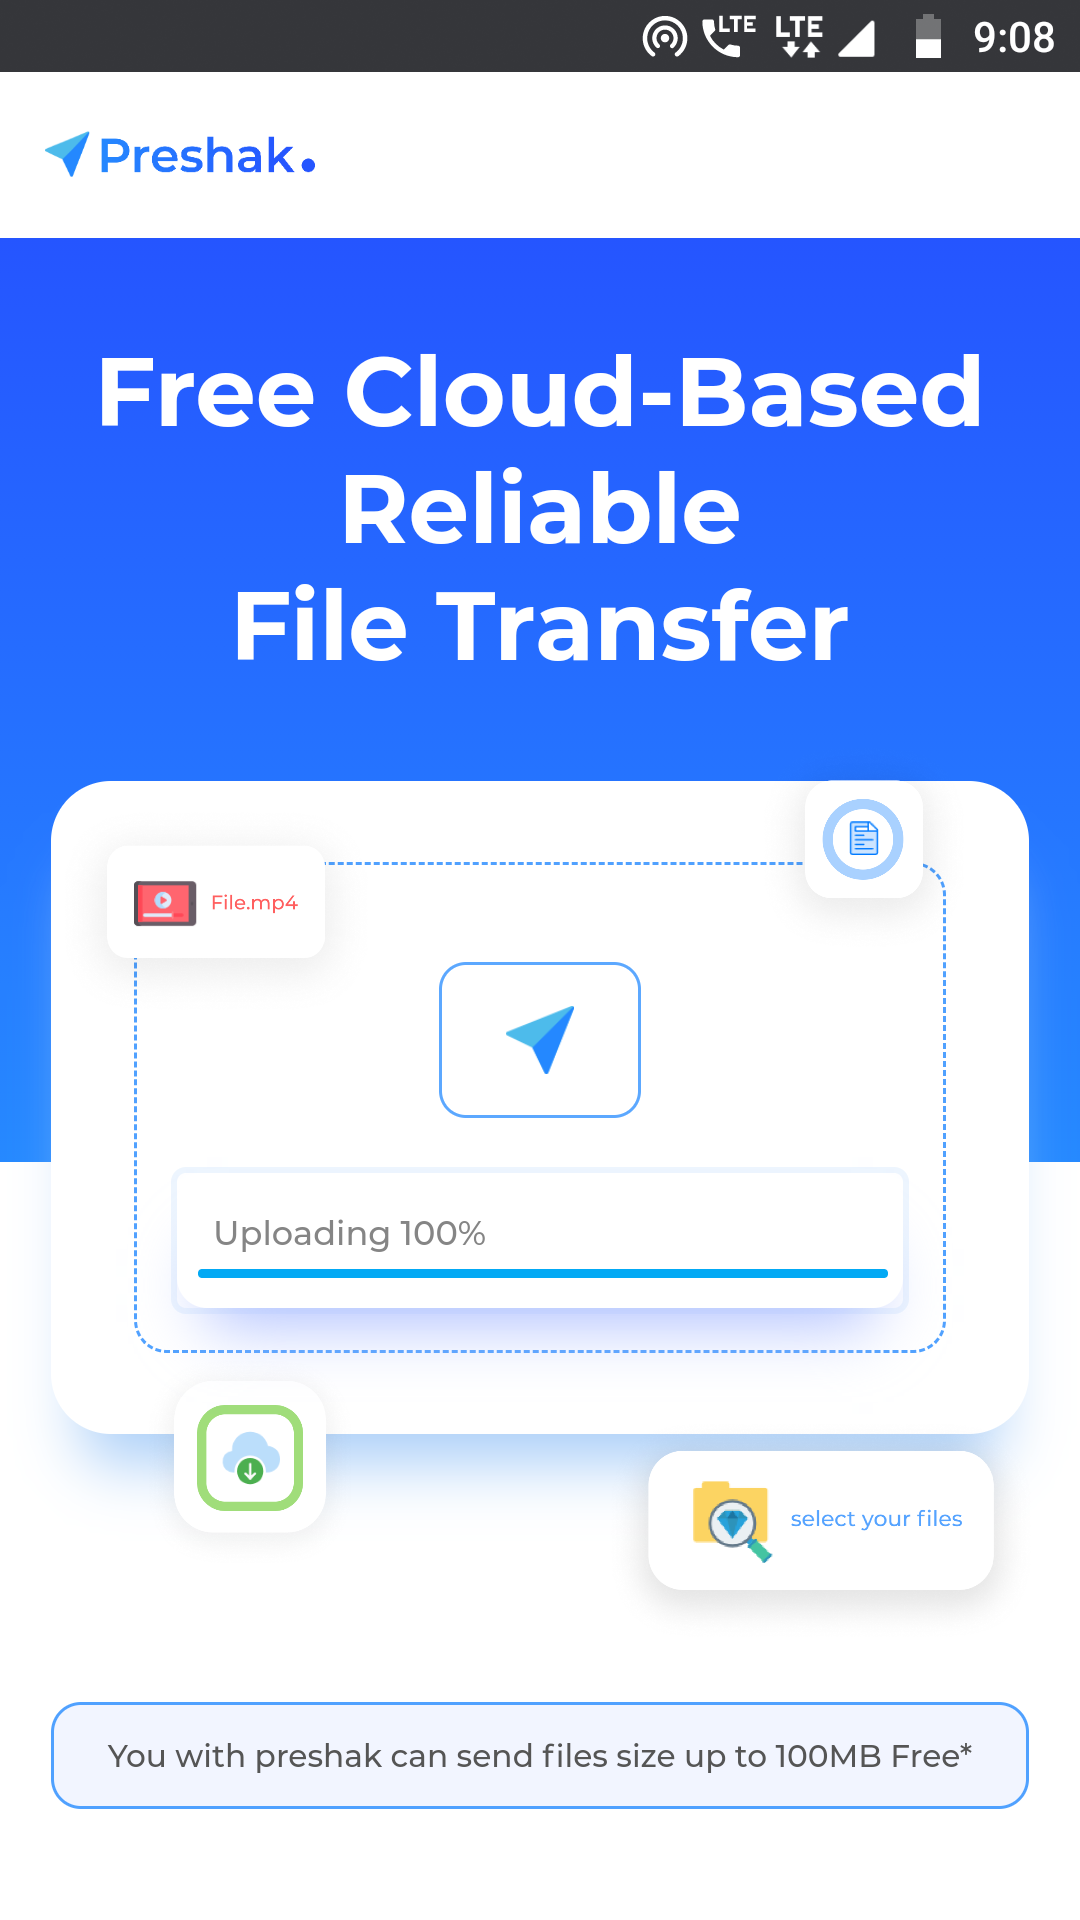 LTE LTE 9:08
Preshak.
Free Cloud-Based
Reliable
File Transfer
File.mp4
Uploading 100%
select your files
You with preshak can send files size up to 100MB Free*